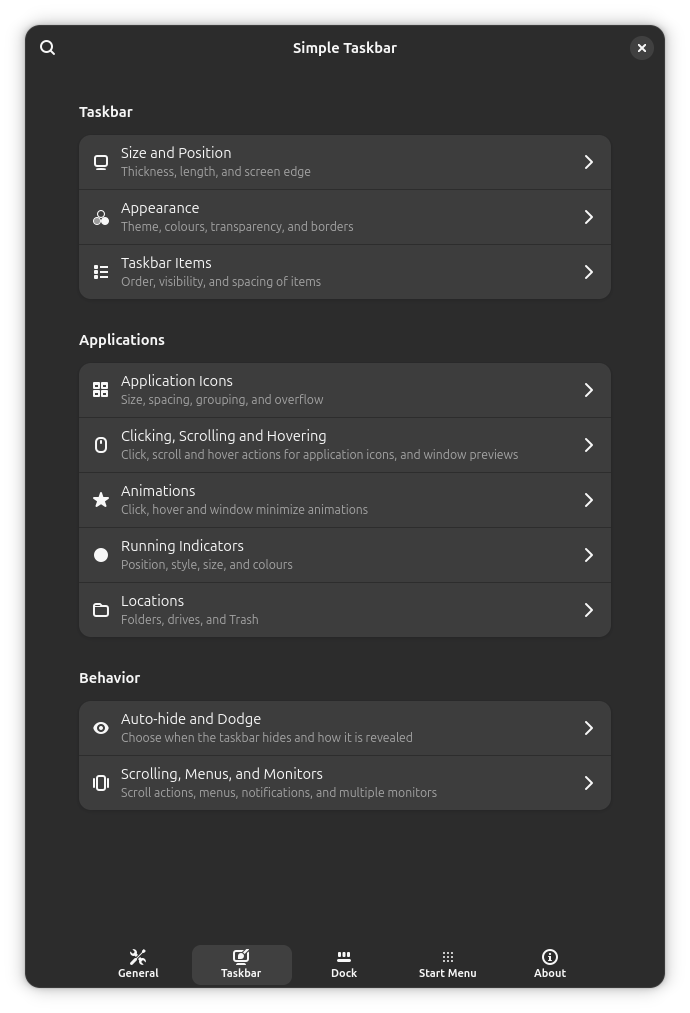 Simple Taskbar
Taskbar
Size and Position
Thickness, length, and screen edge
Appearance
Theme, colours, transparency, and borders
Taskbar Items
Order, visibility, and spacing of items
Applications
Application Icons
Size, spacing, grouping, and overflow
Clicking, Scrolling and Hovering
Click, scroll and hover actions for application icons, and window previews
Animations
Click, hover and window minimize animations
Running Indicators
Position, style, size, and colours
Locations
Folders, drives, and Trash
Behavior
Auto-hide and Dodge
Choose when the taskbar hides and how it is revealed
Scrolling, Menus, and Monitors
Scroll actions, menus, notifications, and multiple monitors
General
Taskbar
Dock
Start Menu
About